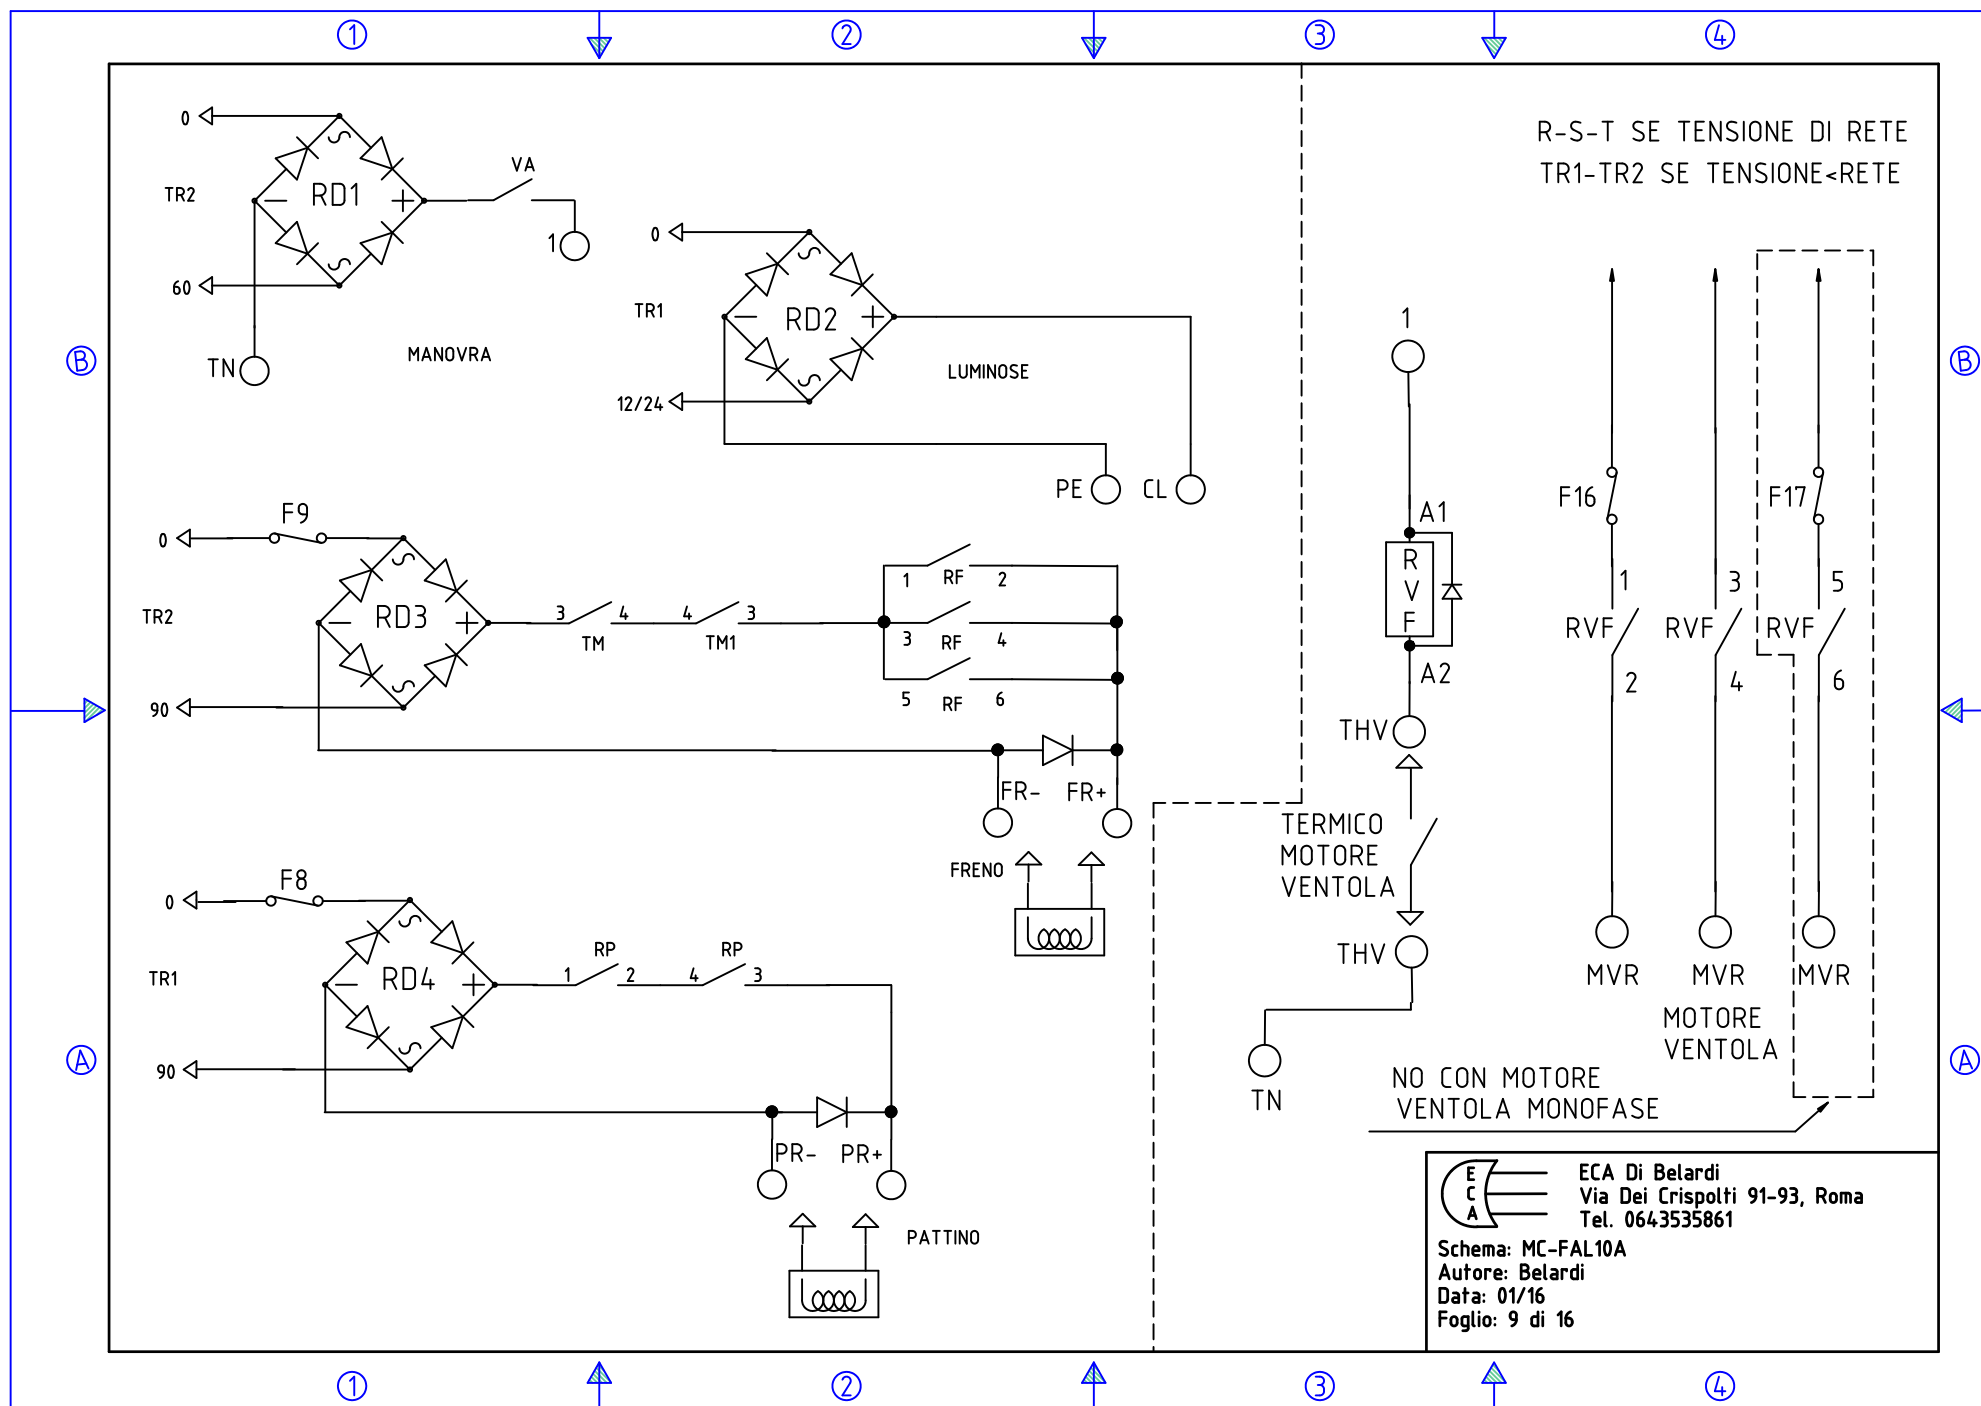 1
2
3
4
R-S-T SE TENSIONE DI RETE
TR1-TR2 SE TENSIONE<RETE
0
TR2
RD1
VA
1
60
TN
MANOVRA
0
TR1
RD2
12/24
LUMINOSE
PE
CL
B
B
F9
0
TR2
RD3
90
3
4
TM
4
3
TM1
1
RF
2
3
RF
4
5
RF
6
FR-
FR+
FRENO
F8
0
TR1
RD4
90
1
RP
2
4
RP
3
PR-
PR+
PATTINO
A
A
1
A1
R
V
F
A2
THV
TERMICO
MOTORE
VENTOLA
THV
TN
F16
F17
1
3
5
RVF
RVF
RVF
2
4
6
MVR
MVR
MVR
MOTORE
VENTOLA
NO CON MOTORE
VENTOLA MONOFASE
E
C
A
ECA Di Belardi
Via Dei Crispolti 91-93, Roma
Tel. 0643535861
Schema: MC-FAL10A
Autore: Belardi
Data: 01/16
Foglio: 9 di 16
1
2
3
4